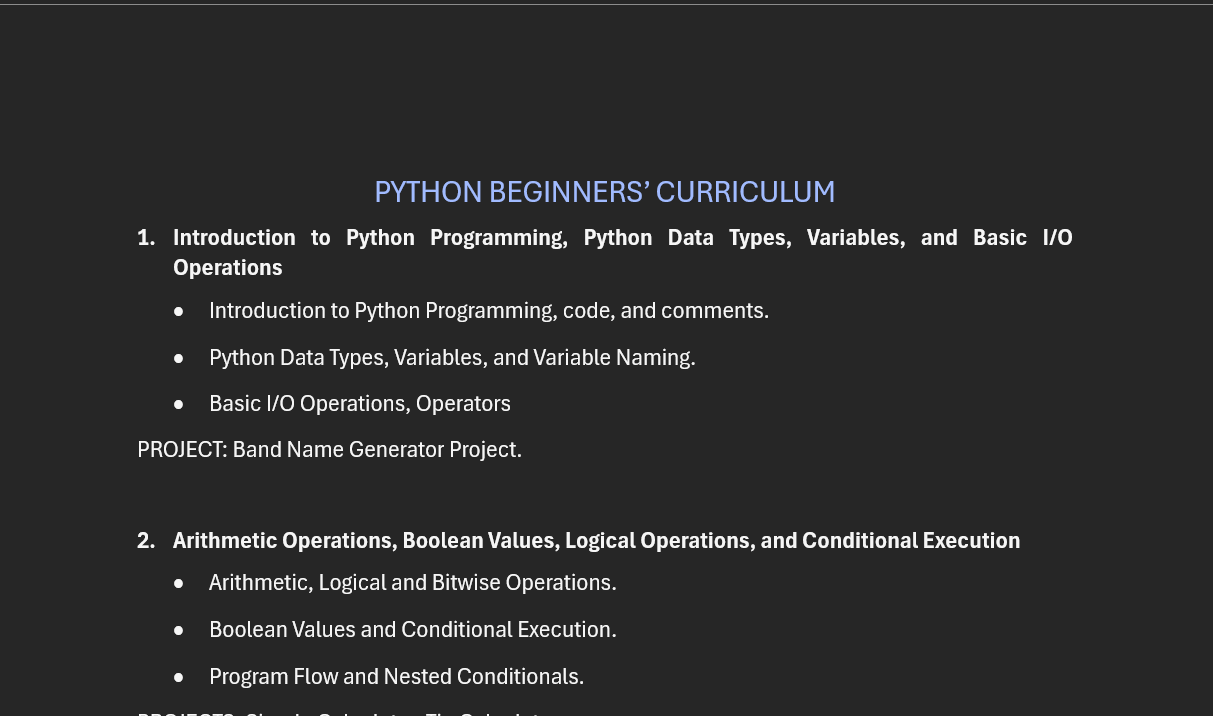 PYTHON BEGINNERS’ CURRICULUM
1. Introduction to Python Programming, Python Data Types, Variables, and Basic I/O
Operations
● Introduction to Python Programming, code, and comments.
● Python Data Types, Variables, and Variable Naming.
● Basic I/O Operations, Operators
PROJECT: Band Name Generator Project.
2. Arithmetic Operations, Boolean Values, Logical Operations, and Conditional Execution
● Arithmetic, Logical and Bitwise Operations.
● Boolean Values and Conditional Execution.
● Program Flow and Nested Conditionals.